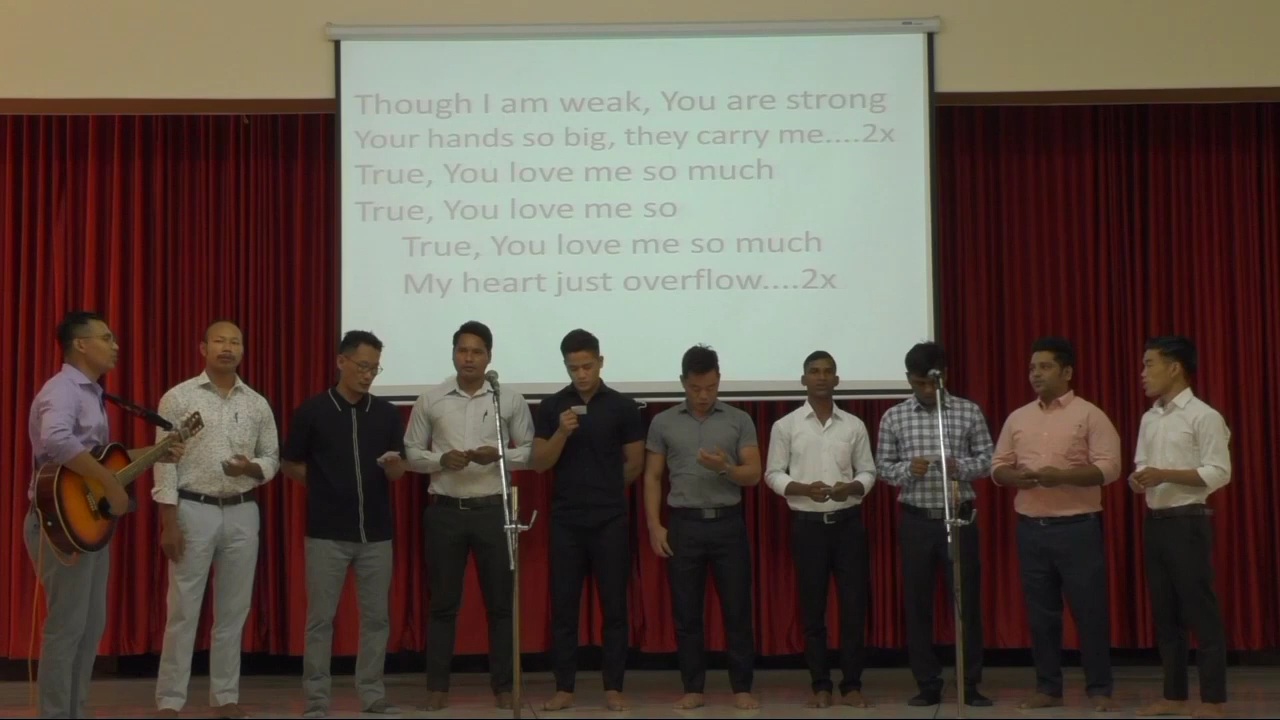 Though I am weak, You are strong
Your hands so big, they carry me....2x
True, You love me so much
True, You love me so
True, You love me so much
My heart just overflow....2x